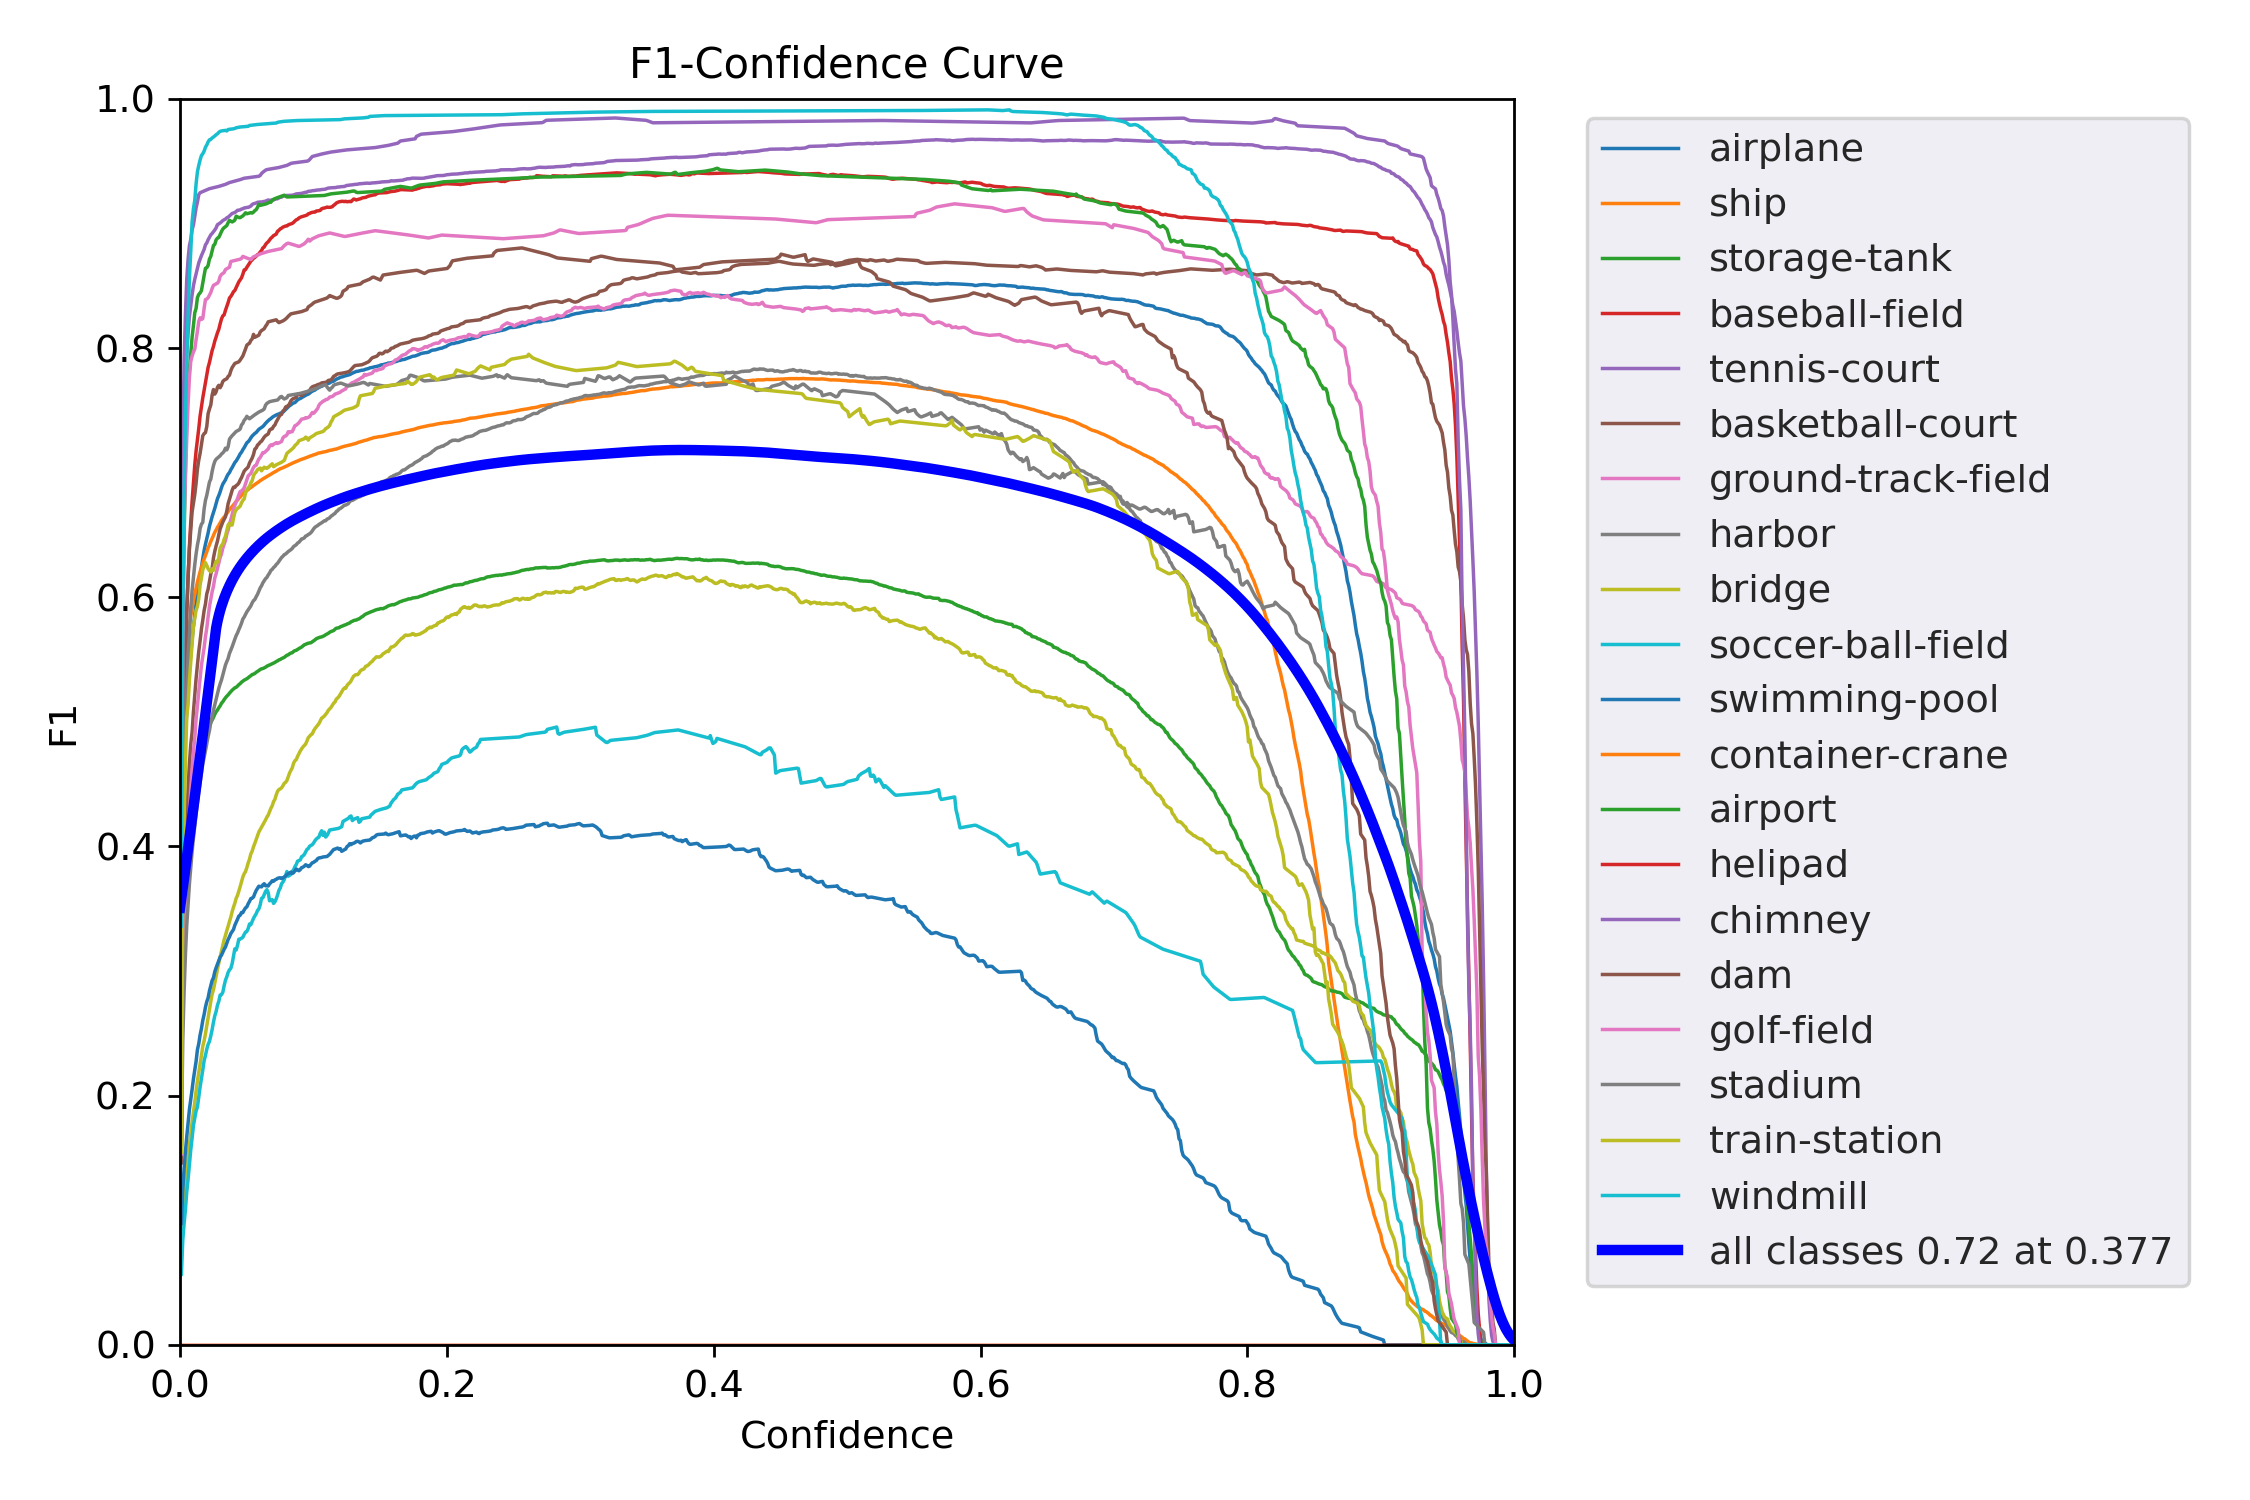 F1-Confidence Curve
1.0
0.8
0.6
0.4
0.2
0.0
F1
0.0
0.2
0.4
0.6
0.8
1.0
Confidence
airplane
ship
storage-tank
baseball-field
tennis-court
basketball-court
ground-track-field
harbor
bridge
soccer-ball-field
swimming-pool
container-crane
airport
helipad
chimney
dam
golf-field
stadium
train-station
windmill
all classes 0.72 at 0.377